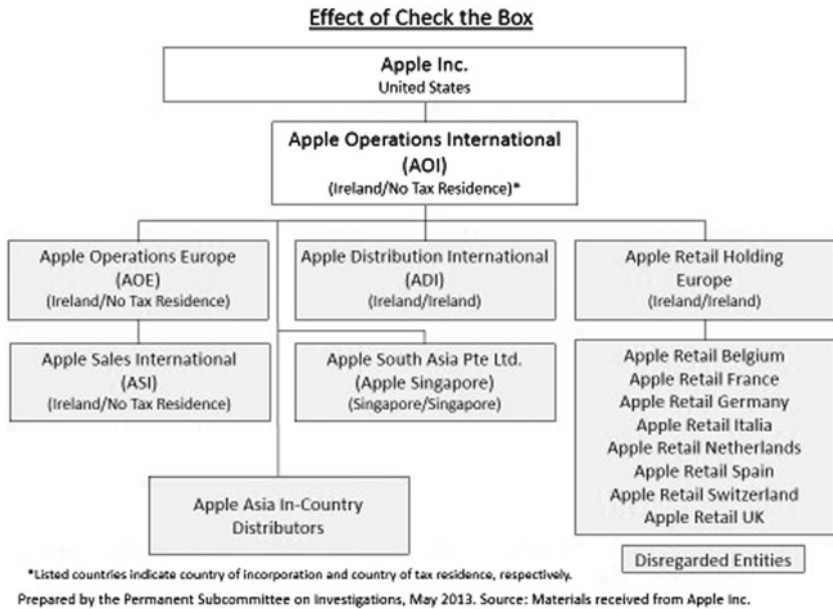 Effect of Check the Box
Apple Inc.
United States
Apple Operations International
(AOI)
(Ireland/No Tax Residence)*
Apple Operations Europe
(AOE)
(Ireland/No Tax Residence)
Apple Distribution International
(ADI)
(Ireland/Ireland)
Apple Retail Holding
Europe
(Ireland/Ireland)
Apple Sales International
(ASI)
(Ireland/No Tax Residence)
Apple South Asia Pte Ltd.
(Apple Singapore)
(Singapore/Singapore)
Apple Retail Belgium
Apple Retail France
Apple Retail Germany
Apple Retail Italia
Apple Retail Netherlands
Apple Retail Spain
Apple Retail Switzerland
Apple Retail UK
Apple Asia In-Country
Distributors
Disregarded Entities
*Listed countries indicate country of incorporation and country of tax residence, respectively.
Prepared by the Permanent Subcommittee on Investigations, May 2013. Source: Materials received from Apple Inc.